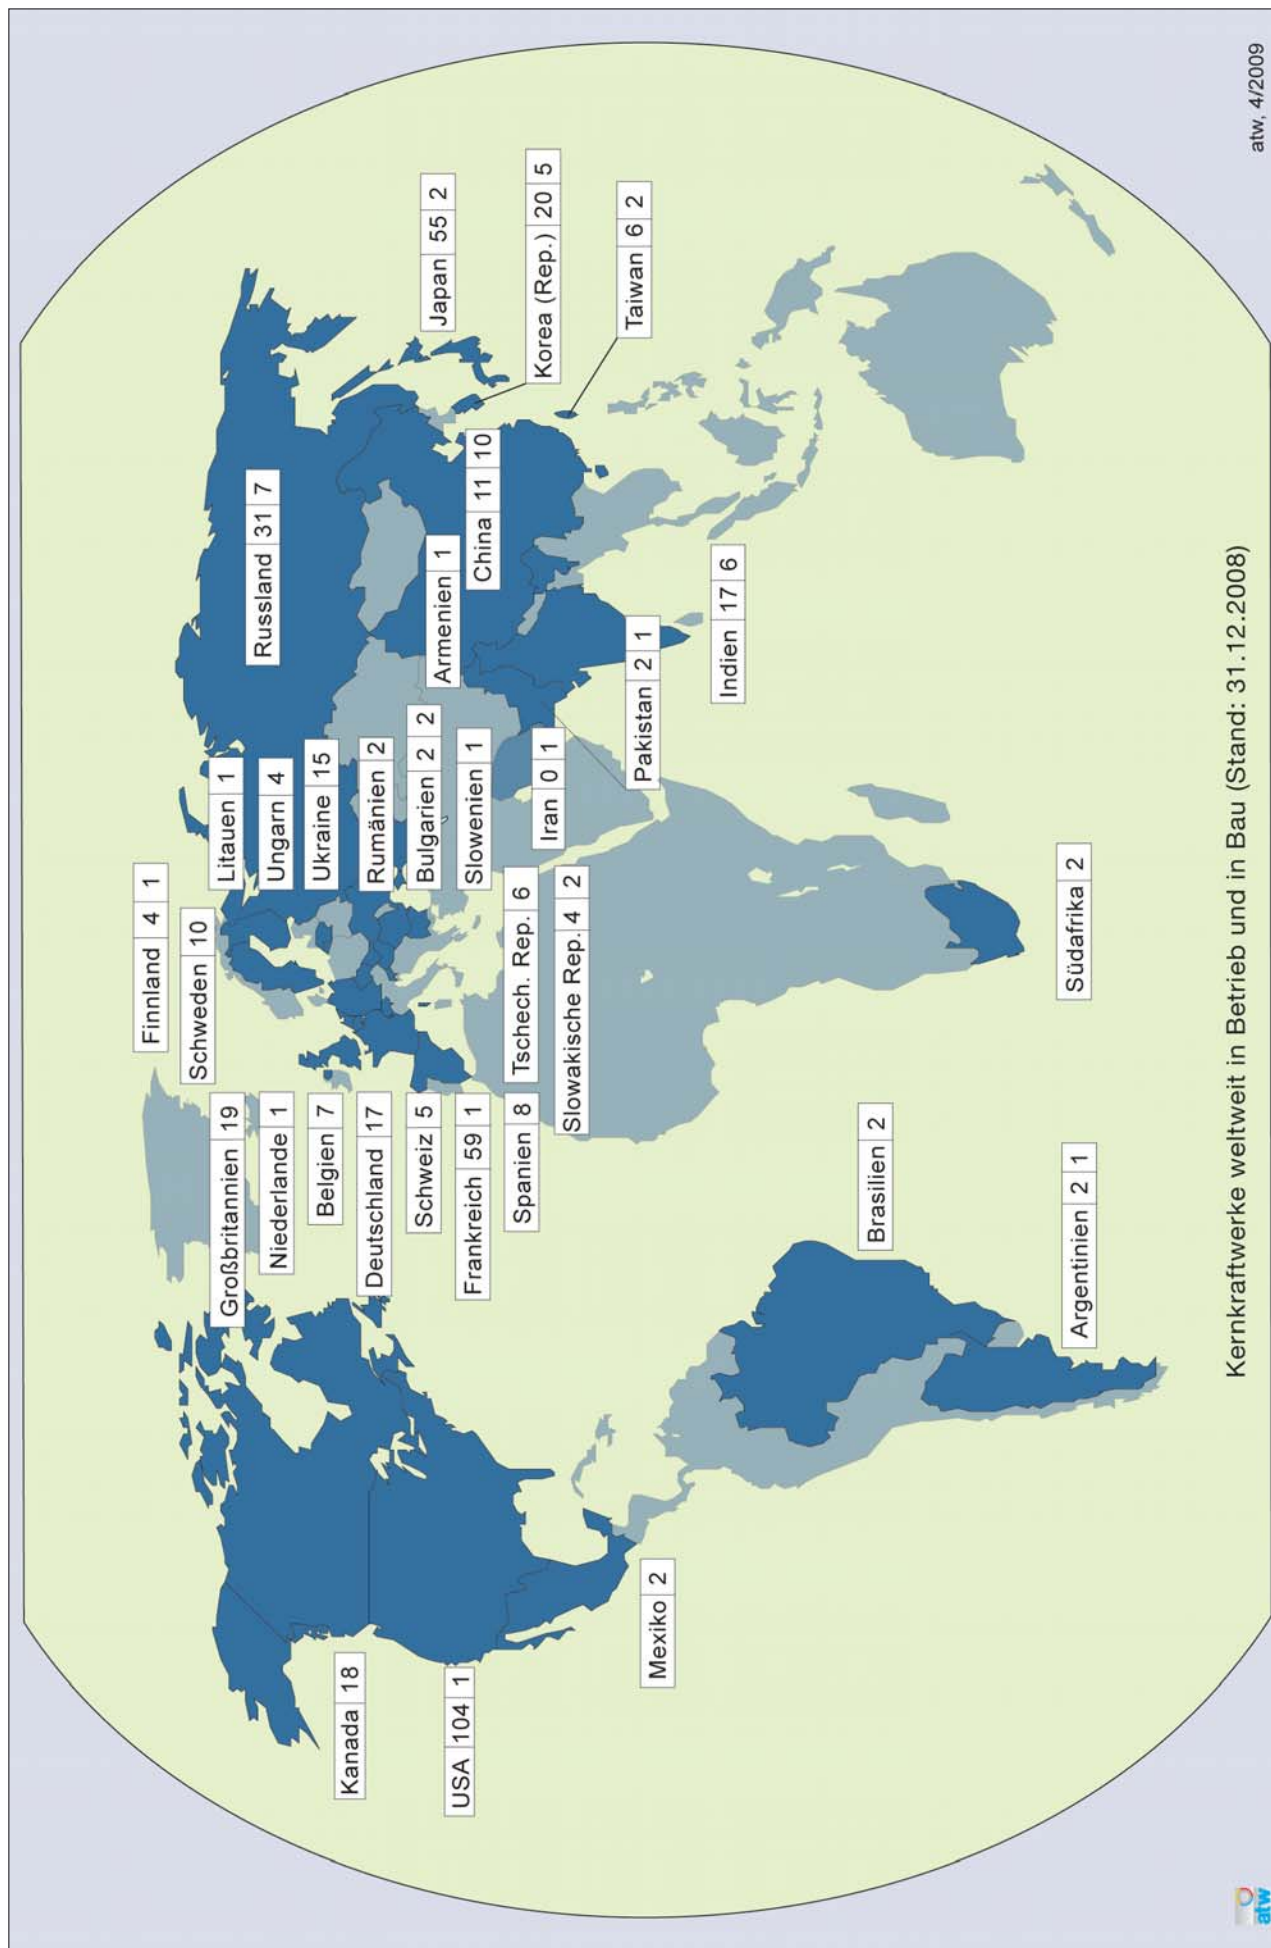 Finnland 4 1
Schweden 10
Großbritannien 19
Niederlande 1
Belgien 7
Deutschland 17
Schweiz 5
Frankreich 59 1
Spanien 8
Litauen 1
Ungarn 4
Ukraine 15
Rumänien 2
Bulgarien 2 2
Slowenien 1
Tschech. Rep. 6
Slowakische Rep. 4 2
Iran 0 1
Russland 31 7
Armenien 1
China 11 10
Japan 55 2
Korea (Rep.) 20 5
Taiwan 6 2
Pakistan 2 1
Indien 17 6
Kanada 18
USA 104 1
Mexiko 2
Brasilien 2
Argentinien 2 1
Südafrika 2
Kernkraftwerke weltweit in Betrieb und in Bau (Stand: 31.12.2008)
atw
atw, 4/2009